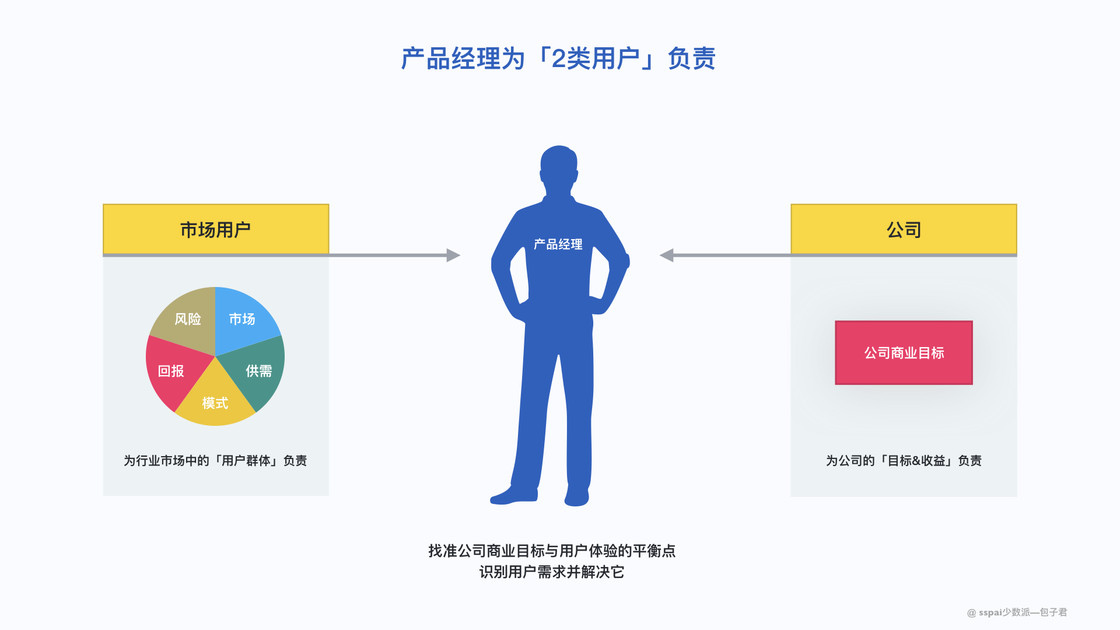 产品经理为「2类用户」负责
市场用户
产品经理
公司
风险
市场
回报
供需
模式
公司商业目标
为行业市场中的「用户群体」负责
为公司的「目标&收益」负责
找准公司商业目标与用户体验的平衡点
识别用户需求并解决它
@ sspai少数派—包子君